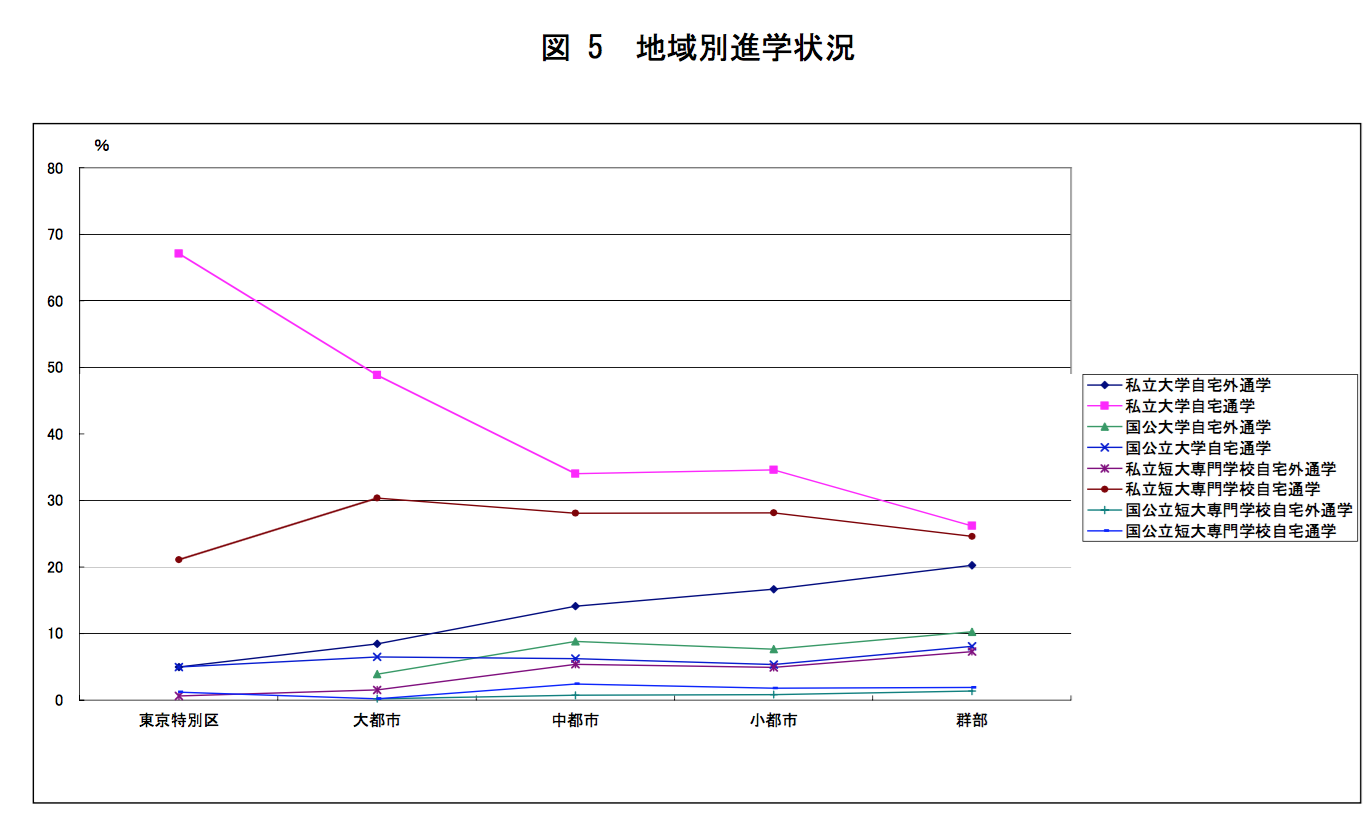 図 5　地域別進学状況
%
80
70
60
50
40
30
20
10
0
東京特別区
大都市
中都市
小都市
群部
私立大学自宅外通学
私立大学自宅通学
国公大学自宅外通学
国公立大学自宅通学
私立短大専門学校自宅外通学
私立短大専門学校自宅通学
国公立短大専門学校自宅外通学
国公立短大専門学校自宅通学